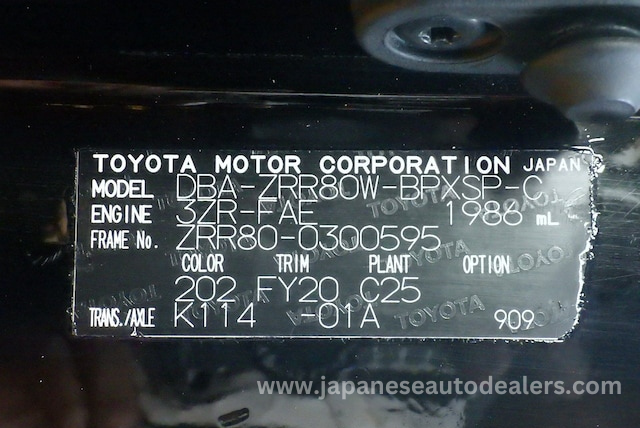 TOYOTA MOTOR CORPORATION JAPAN
MODEL DBA-ZRR80W-BPXSP-C
ENGINE 3ZR-FAE 1986 mL
FRAME No. ZRR80-0300595
COLOR TRIM PLANT OPTION
202 FY20 C25
TRANS./AXLE K114 -01A 909
www.japaneseautodealers.com